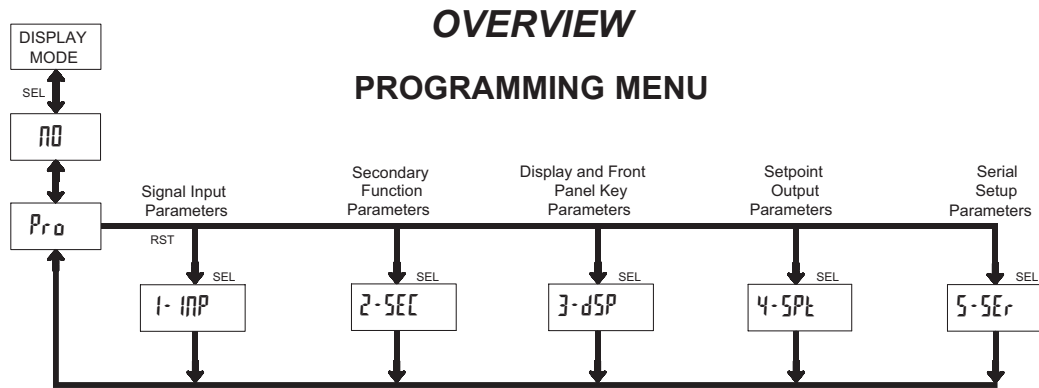 OVERVIEW
PROGRAMMING MENU
DISPLAY
MODE
SEL
NO
Pro
RST
Signal Input
Parameters
Secondary
Function
Parameters
Display and Front
Panel Key
Parameters
Setpoint
Output
Parameters
Serial
Setup
Parameters
SEL
1-INP
SEL
2-SEC
SEL
3-dSP
SEL
4-SPt
SEL
5-SEr